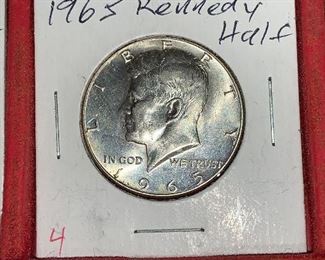 1965 Kennedy
Half
LIBERTY
IN GOD WE TRUST
1965
4